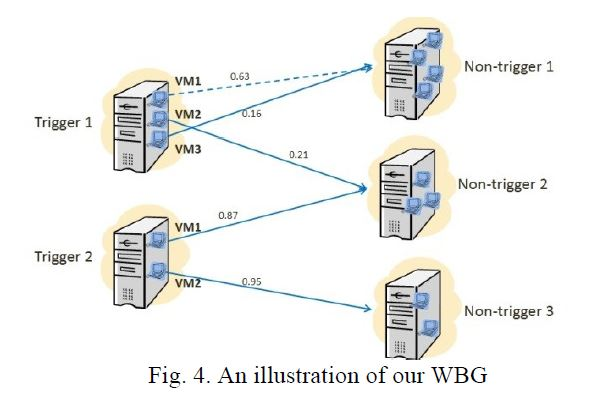 VM1
0.63
Non-trigger 1
Trigger 1
VM2
0.16
VM3
0.21
Non-trigger 2
VM1
0.87
Trigger 2
VM2
0.95
Non-trigger 3
Fig. 4. An illustration of our WBG